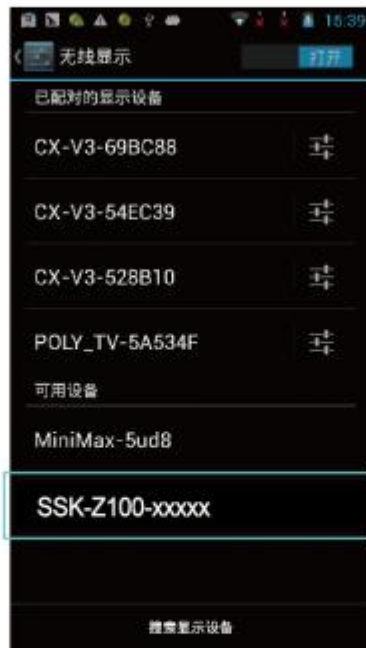 15:39
无线显示
打开
已配对的显示设备
CX-V3-69BC88
CX-V3-54EC39
CX-V3-528B10
POLY_TV-5A534F
可用设备
MiniMax-5ud8
SSK-Z100-xxxxx
搜索显示设备